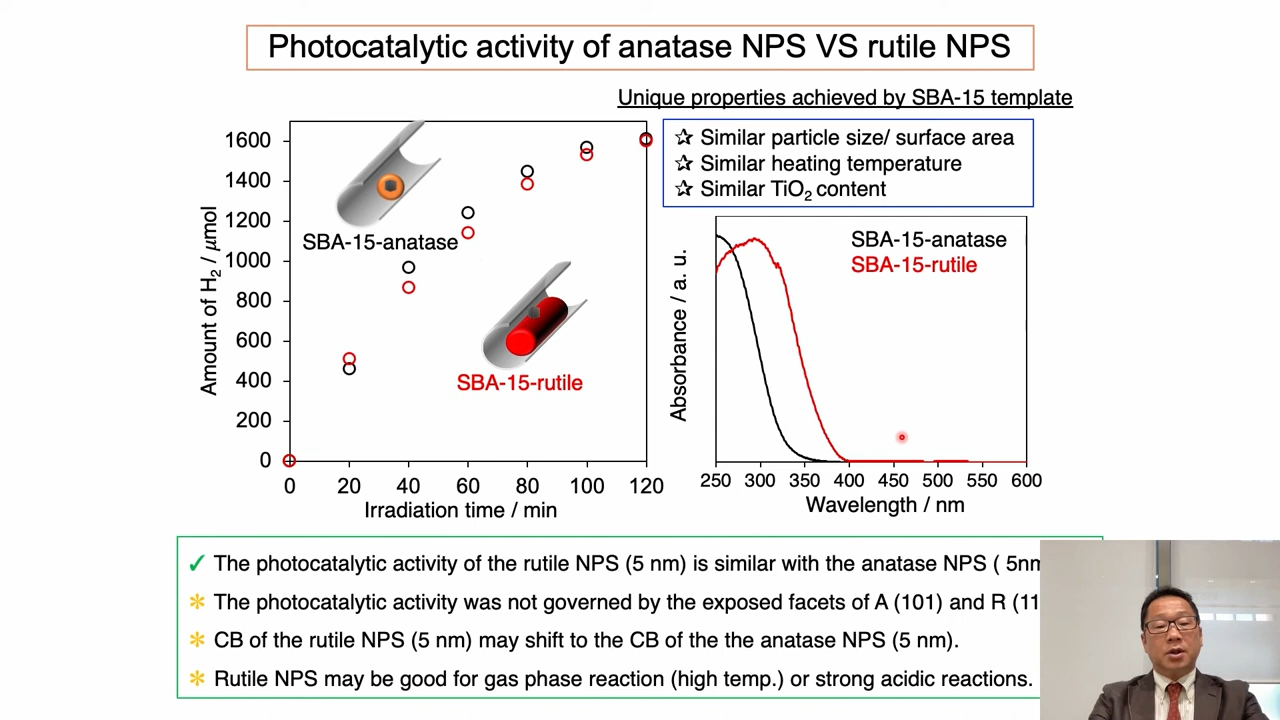 Photocatalytic activity of anatase NPS VS rutile NPS
Unique properties achieved by SBA-15 template
☆ Similar particle size/ surface area
☆ Similar heating temperature
☆ Similar TiO₂ content
Amount of H₂ / μmol
1600
1400
1200
1000
800
600
400
200
0
0 20 40 60 80 100 120
Irradiation time / min
SBA-15-anatase
SBA-15-rutile
Absorbance / a. u.
SBA-15-anatase
SBA-15-rutile
250 300 350 400 450 500 550 600
Wavelength / nm
✓ The photocatalytic activity of the rutile NPS (5 nm) is similar with the anatase NPS ( 5nm
✻ The photocatalytic activity was not governed by the exposed facets of A (101) and R (11
✻ CB of the rutile NPS (5 nm) may shift to the CB of the the anatase NPS (5 nm).
✻ Rutile NPS may be good for gas phase reaction (high temp.) or strong acidic reactions.